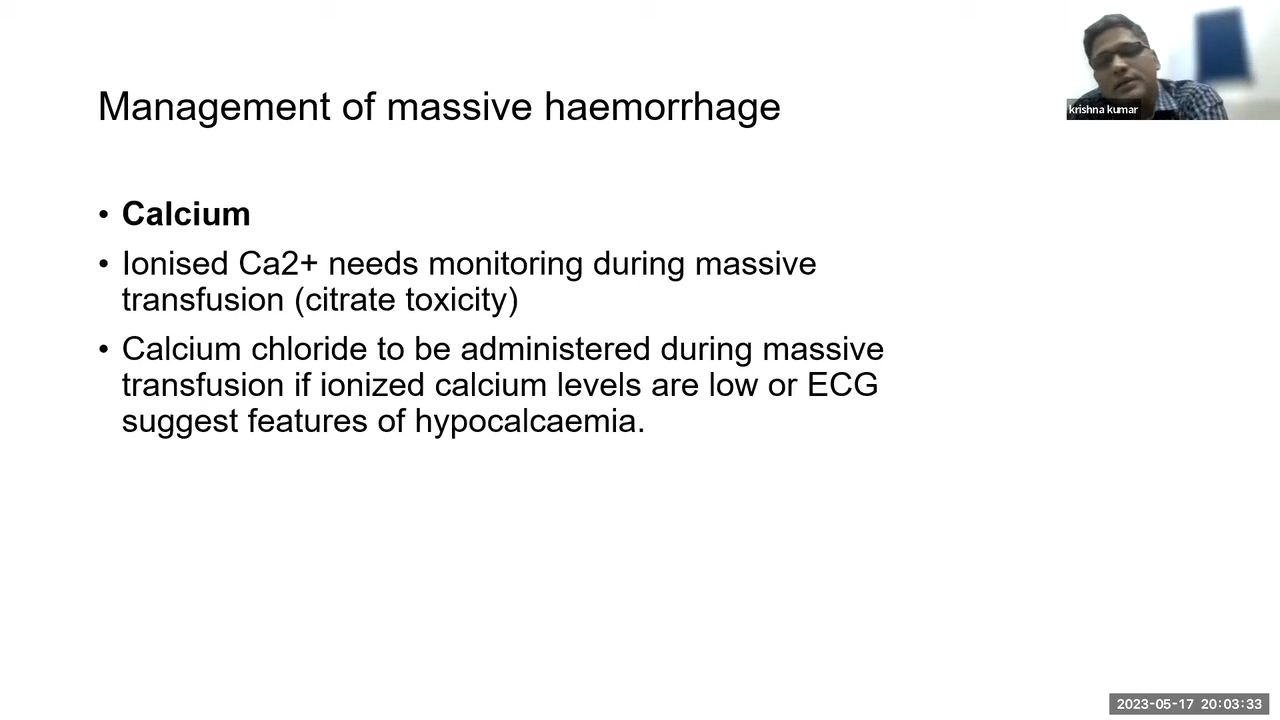 krishna kumar
Management of massive haemorrhage
• Calcium
• Ionised Ca2+ needs monitoring during massive
transfusion (citrate toxicity)
• Calcium chloride to be administered during massive
transfusion if ionized calcium levels are low or ECG
suggest features of hypocalcaemia.
2023-05-17 20:03:33